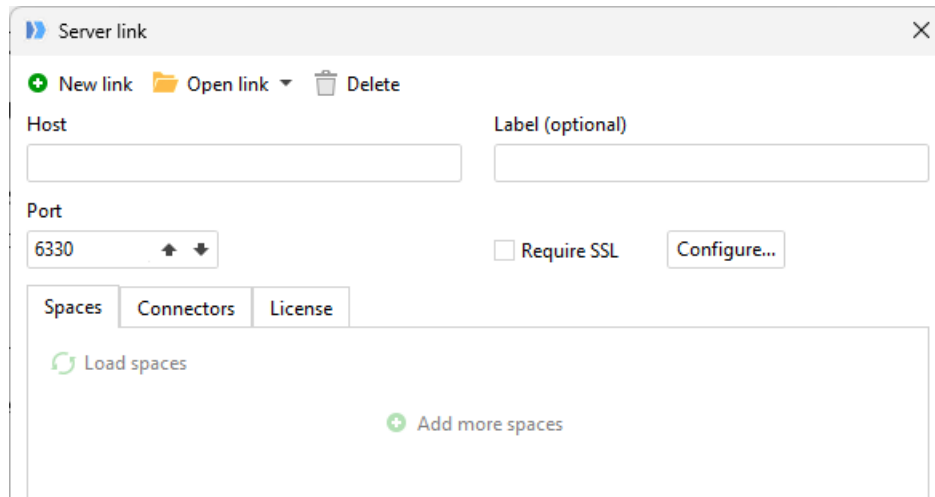 Server link
New link Open link Delete
Host Label (optional)
Port
6330 Require SSL Configure...
Spaces Connectors License
Load spaces
Add more spaces